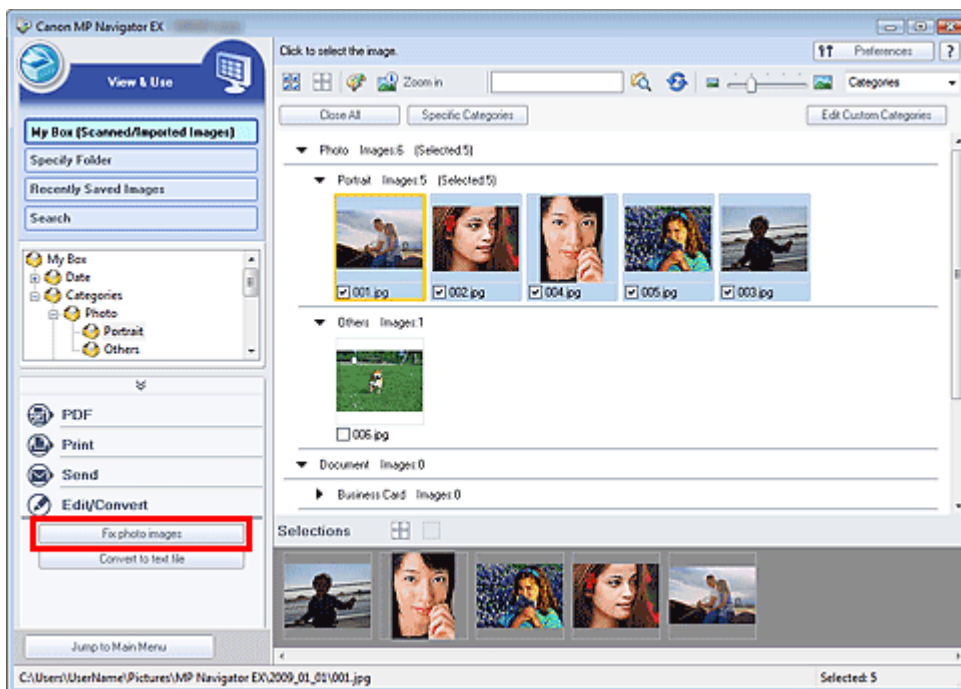 Canon MP Navigator EX
View & Use
My Box (Scanned/Imported Images)
Specify Folder
Recently Saved Images
Search
My Box
Date
Categories
Photo
Portrait
Others
PDF
Print
Send
Edit/Convert
Fix photo images
Convert to text file
Jump to Main Menu
Click to select the image.
Preferences
?
Zoom in
Categories
Close All
Specific Categories
Edit Custom Categories
Photo Images:6 (Selected:5)
Portrait Images:5 (Selected:5)
001.jpg 002.jpg 004.jpg 005.jpg 003.jpg
Others Images:1
006.jpg
Document Images:0
Business Card Images:0
Selections
C:\Users\UserName\Pictures\MP Navigator EX\2009_01_01\001.jpg
Selected: 5